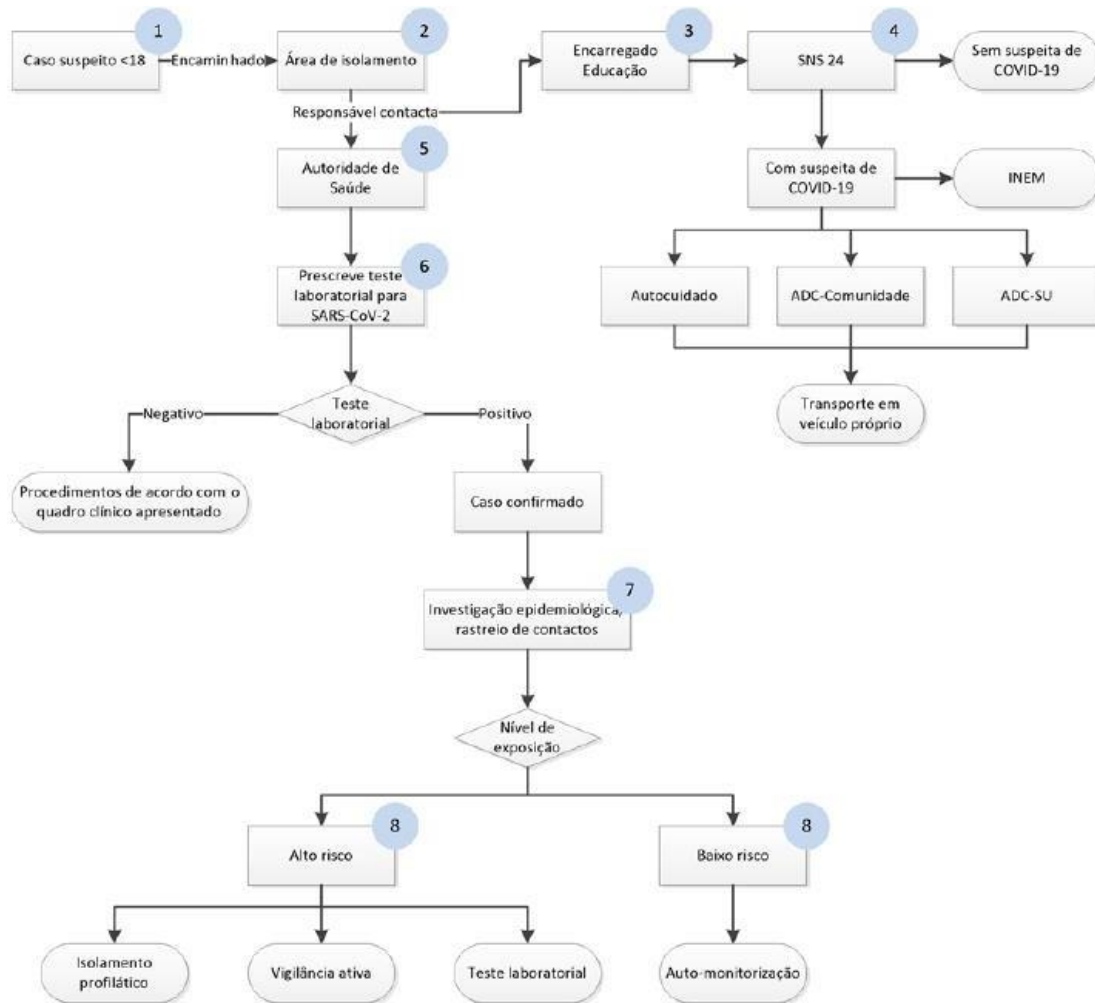 1
Caso suspeito <18
Encaminhado
2
Área de isolamento
3
Encarregado
Educação
4
SNS 24
Sem suspeita de
COVID-19
Responsável contacta
5
Autoridade de
Saúde
Com suspeita de
COVID-19
INEM
6
Prescreve teste
laboratorial para
SARS-CoV-2
Autocuidado
ADC-Comunidade
ADC-SU
Transporte em
veículo próprio
Teste
laboratorial
Negativo
Positivo
Procedimentos de acordo com o
quadro clínico apresentado
Caso confirmado
7
Investigação epidemiológica,
rastreio de contactos
Nível de
exposição
8
Alto risco
8
Baixo risco
Isolamento
profilático
Vigilância ativa
Teste laboratorial
Auto-monitorização